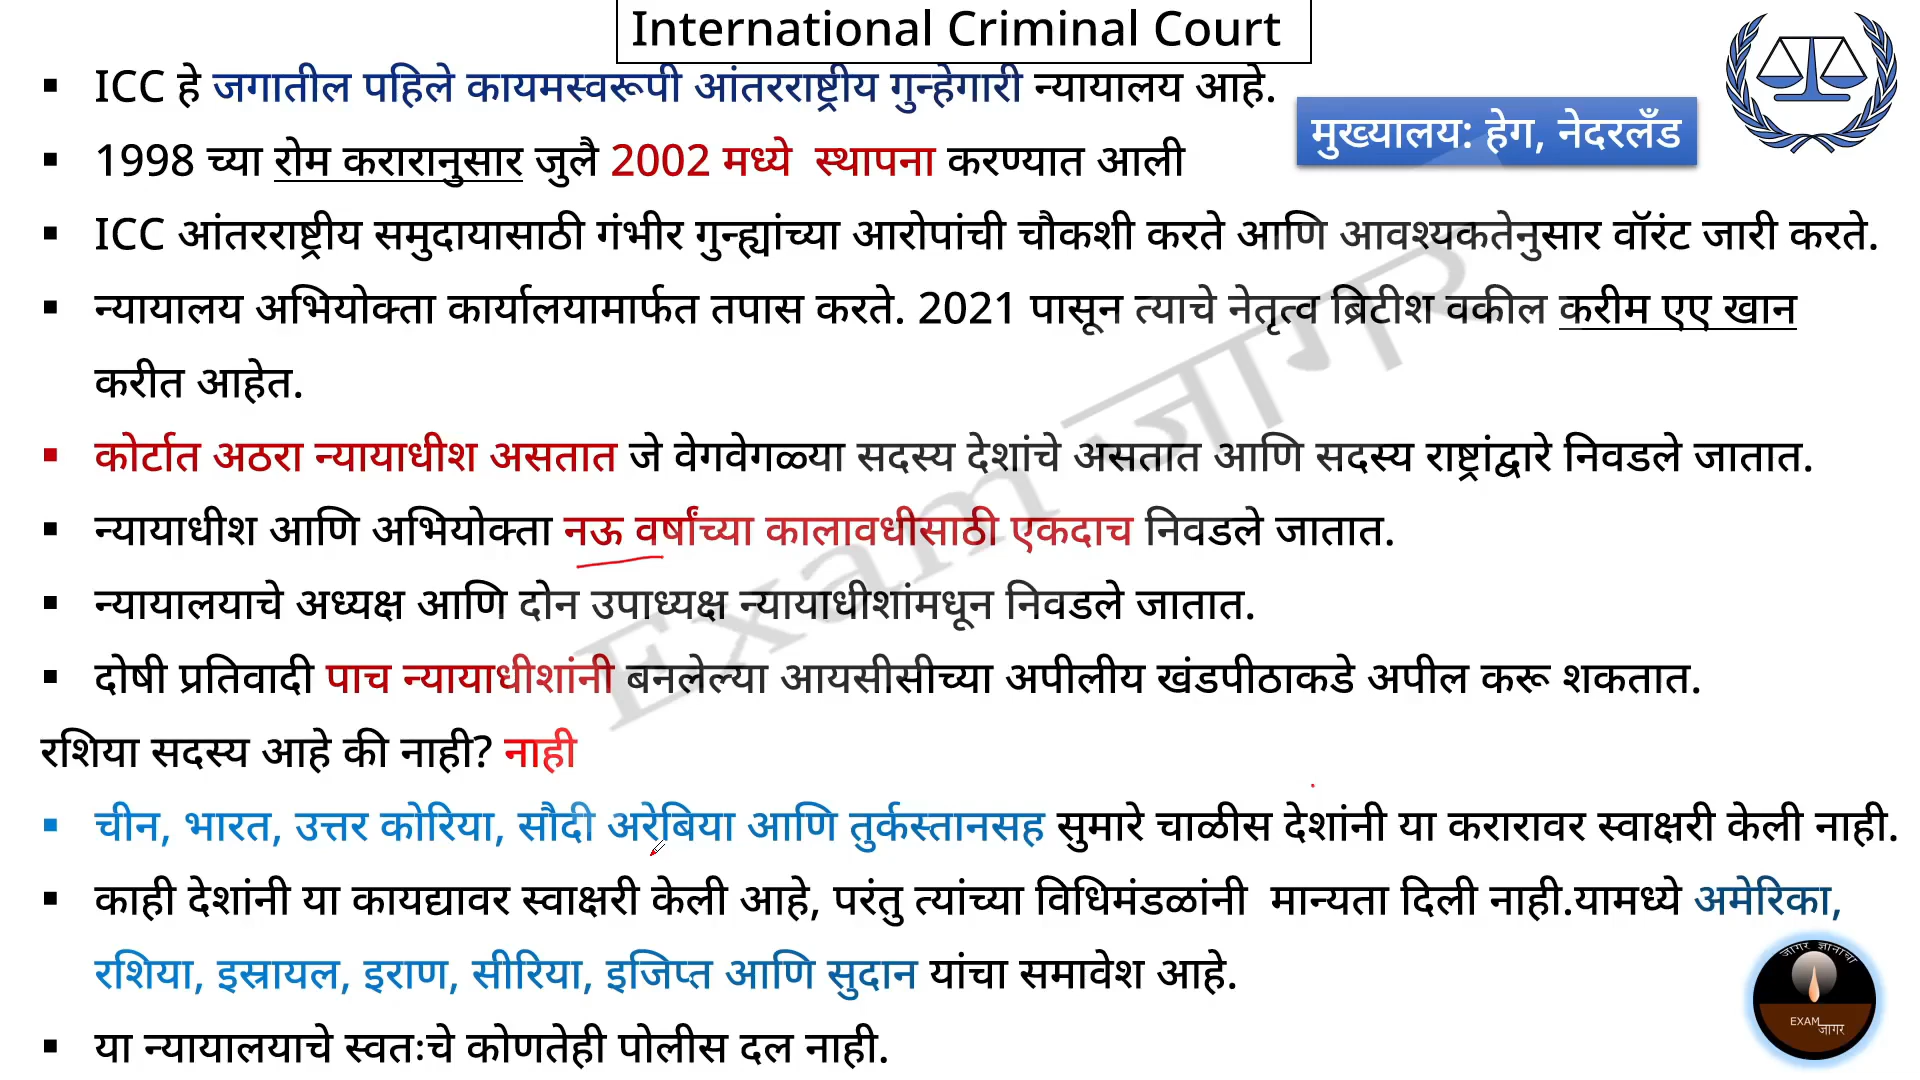 International Criminal Court
▪ ICC हे जगातील पहिले कायमस्वरूपी आंतरराष्ट्रीय गुन्हेगारी न्यायालय आहे.
मुख्यालय: हेग, नेदरलँड
▪ 1998 च्या रोम करारानुसार जुलै 2002 मध्ये स्थापना करण्यात आली
▪ ICC आंतरराष्ट्रीय समुदायासाठी गंभीर गुन्ह्यांच्या आरोपांची चौकशी करते आणि आवश्यकतेनुसार वॉरंट जारी करते.
▪ न्यायालय अभियोक्ता कार्यालयामार्फत तपास करते. 2021 पासून त्याचे नेतृत्व ब्रिटीश वकील करीम एए खान
करीत आहेत.
▪ कोर्टात अठरा न्यायाधीश असतात जे वेगवेगळ्या सदस्य देशांचे असतात आणि सदस्य राष्ट्रांद्वारे निवडले जातात.
▪ न्यायाधीश आणि अभियोक्ता नऊ वर्षांच्या कालावधीसाठी एकदाच निवडले जातात.
▪ न्यायालयाचे अध्यक्ष आणि दोन उपाध्यक्ष न्यायाधीशांमधून निवडले जातात.
▪ दोषी प्रतिवादी पाच न्यायाधीशांनी बनलेल्या आयसीसीच्या अपीलीय खंडपीठाकडे अपील करू शकतात.
रशिया सदस्य आहे की नाही? नाही
▪ चीन, भारत, उत्तर कोरिया, सौदी अरेबिया आणि तुर्कस्तानसह सुमारे चाळीस देशांनी या करारावर स्वाक्षरी केली नाही.
▪ काही देशांनी या कायद्यावर स्वाक्षरी केली आहे, परंतु त्यांच्या विधिमंडळांनी मान्यता दिली नाही.यामध्ये अमेरिका,
रशिया, इस्रायल, इराण, सीरिया, इजिप्त आणि सुदान यांचा समावेश आहे.
▪ या न्यायालयाचे स्वतःचे कोणतेही पोलीस दल नाही.
Exam जागर
जागर ज्ञानाचा
EXAM जागर